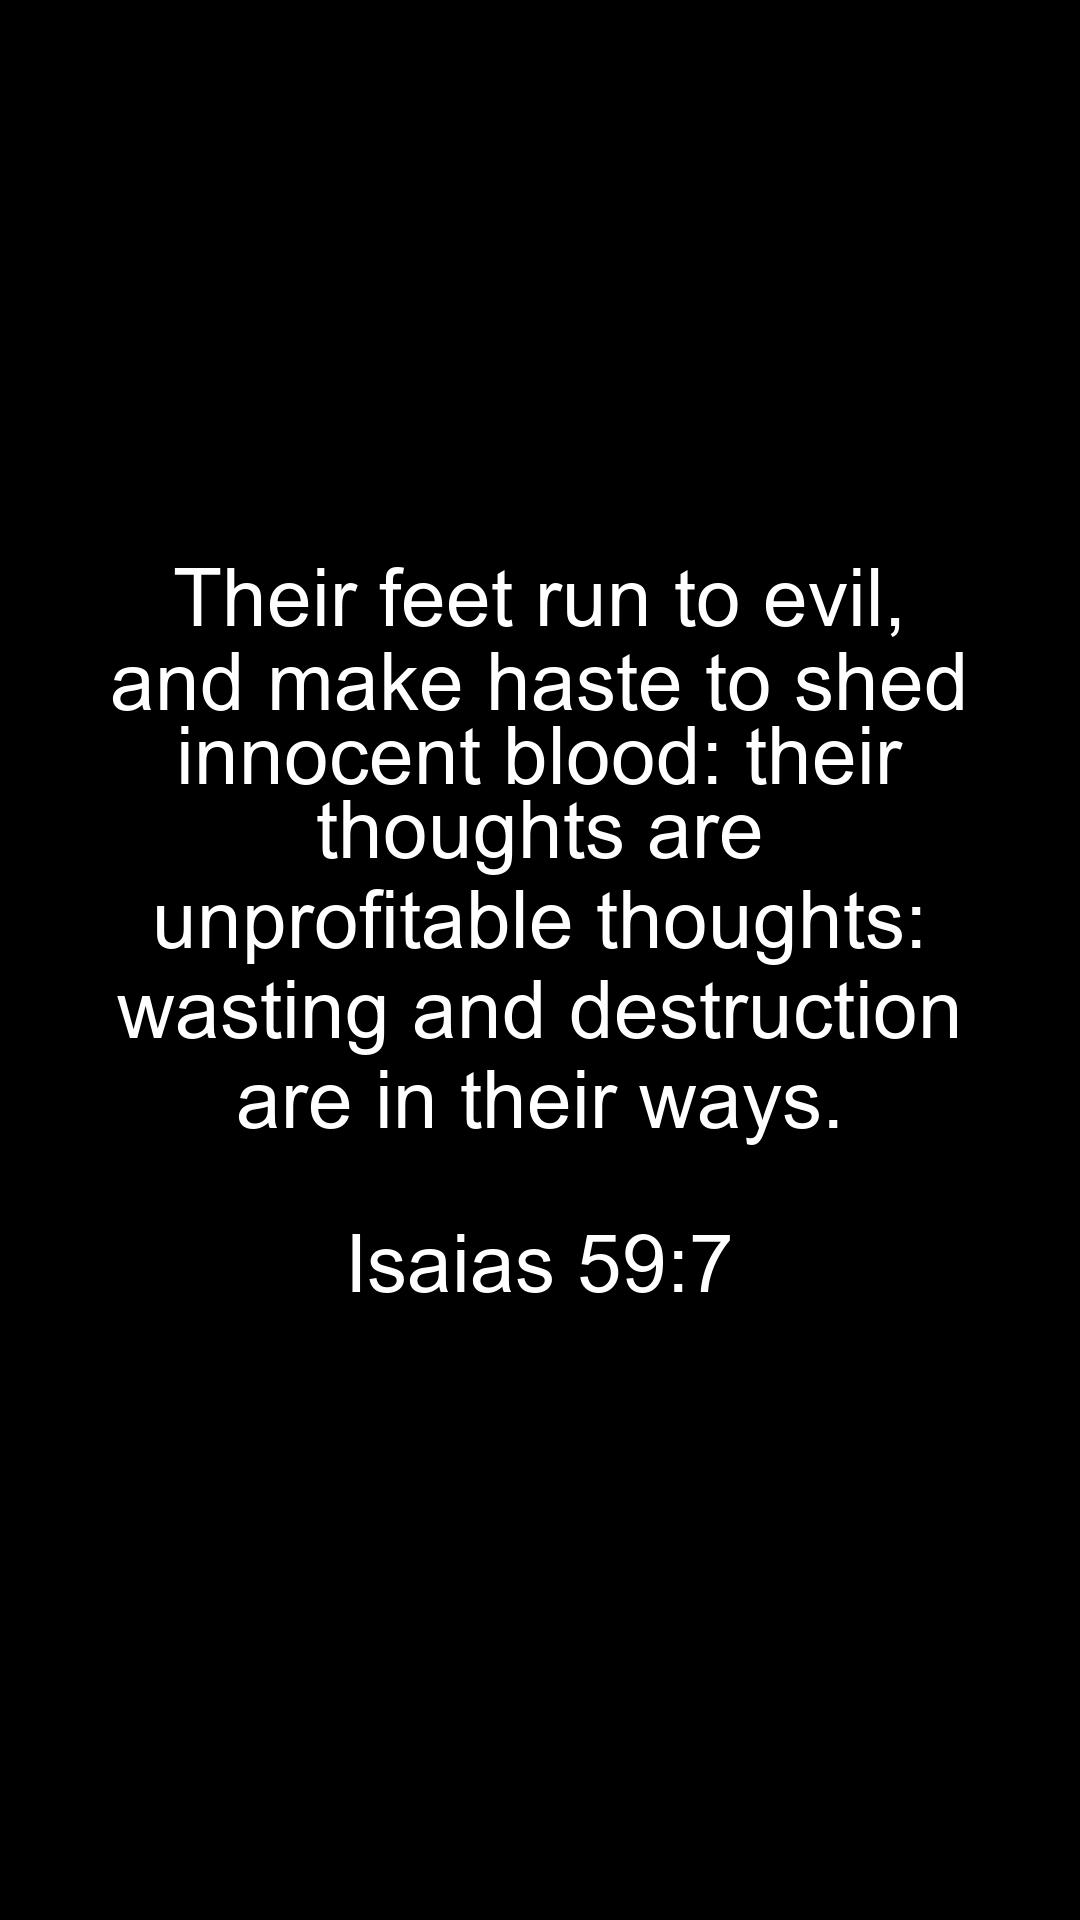 Their feet run to evil,
and make haste to shed
innocent blood: their
thoughts are
unprofitable thoughts:
wasting and destruction
are in their ways.
Isaias 59:7